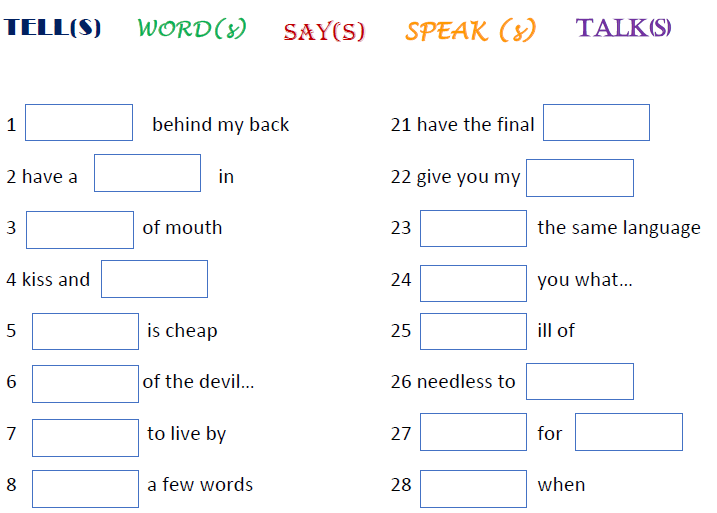 TELL(S) WORD(s) SAY(S) SPEAK (s) TALK(S)
1 behind my back
2 have a in
3 of mouth
4 kiss and
5 is cheap
6 of the devil...
7 to live by
8 a few words
21 have the final
22 give you my
23 the same language
24 you what...
25 ill of
26 needless to
27 for
28 when